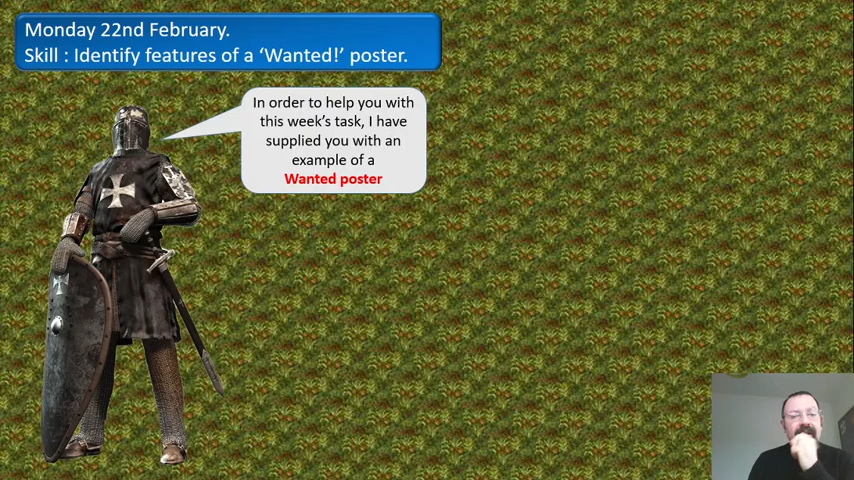 Monday 22nd February.
Skill : Identify features of a ‘Wanted!’ poster.
In order to help you with
this week’s task, I have
supplied you with an
example of a
Wanted poster